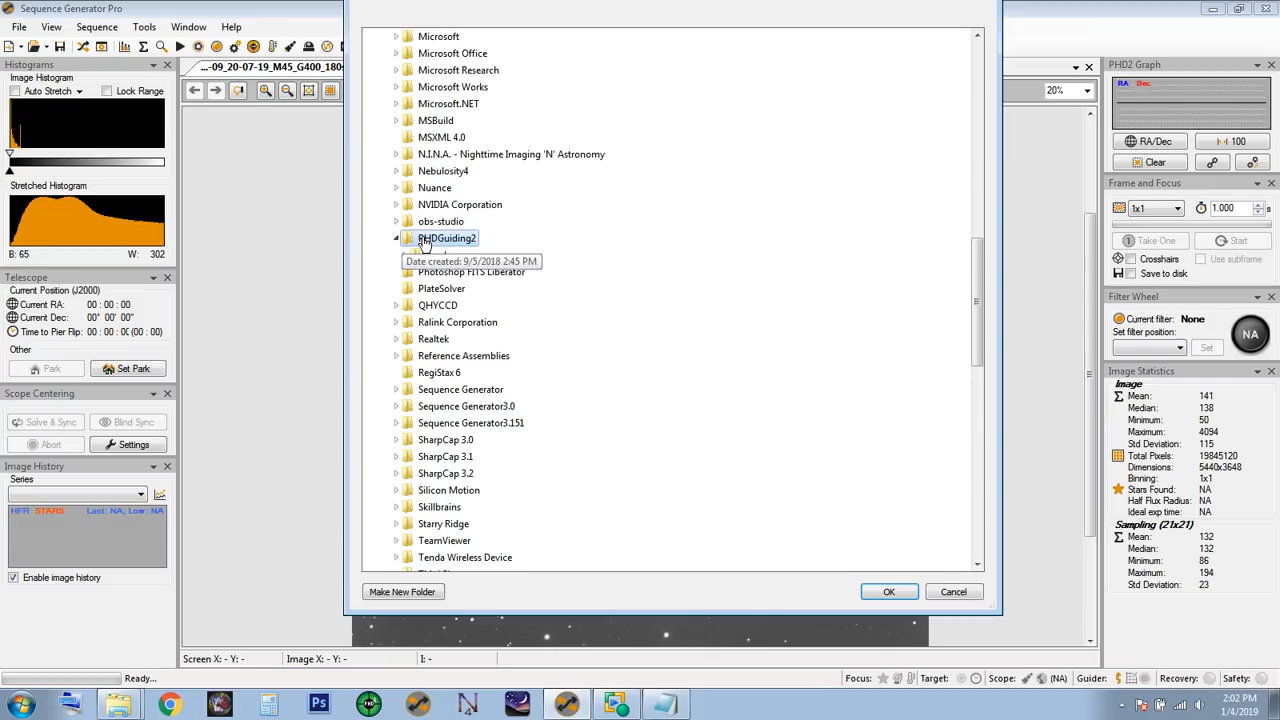 Sequence Generator Pro
File View Sequence Tools Window Help
Histograms
Image Histogram
Auto Stretch Lock Range
Stretched Histogram
B: 65 W: 302
Telescope
Current Position (J2000)
Current RA: 00 : 00 : 00
Current Dec: 00° 00' 00"
Time to Pier Flip: 00 : 00 : 00 (00 : 00)
Other
Park Set Park
Scope Centering
Solve & Sync Blind Sync
Abort Settings
Image History
Series
HFR STARS Last: NA, Low: NA
Enable image history
...-09_20-07-19_M45_G400_180s
20%
Microsoft
Microsoft Office
Microsoft Research
Microsoft Works
Microsoft.NET
MSBuild
MSXML 4.0
N.I.N.A. - Nighttime Imaging 'N' Astronomy
Nebulosity4
Nuance
NVIDIA Corporation
obs-studio
PHDGuiding2
Date created: 9/5/2018 2:45 PM
Photoshop FITS Liberator
PlateSolver
QHYCCD
Ralink Corporation
Realtek
Reference Assemblies
RegiStax 6
Sequence Generator
Sequence Generator3.0
Sequence Generator3.151
SharpCap 3.0
SharpCap 3.1
SharpCap 3.2
Silicon Motion
Skillbrains
Starry Ridge
TeamViewer
Tenda Wireless Device
Make New Folder OK Cancel
PHD2 Graph
RA Dec
RA/Dec 100
Clear
Frame and Focus
1x1 1.000 s
Take One Start
Crosshairs Use subframe
Save to disk
Filter Wheel
Current filter: None
Set filter position:
Set
NA
Image Statistics
Image
Mean: 141
Median: 138
Minimum: 50
Maximum: 4094
Std Deviation: 115
Total Pixels: 19845120
Dimensions: 5440x3648
Binning: 1x1
Stars Found: NA
Half Flux Radius: NA
Ideal exp time: NA
Sampling (21x21)
Mean: 132
Median: 132
Minimum: 86
Maximum: 194
Std Deviation: 23
Screen X: - Y: - Image X: - Y: - I: -
Ready... Focus: Target: Scope: (NA) Guider: Recovery: Safety:
Ps PHD N 4
2:02 PM
1/4/2019